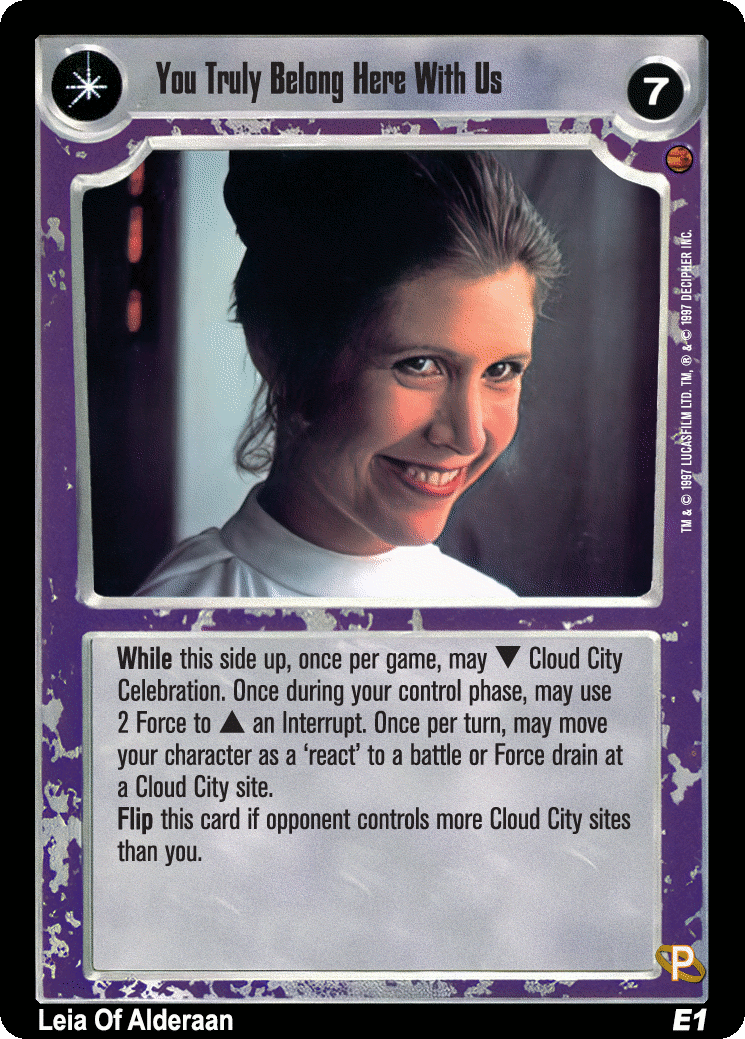 You Truly Belong Here With Us
7
TM & © 1997 LUCASFILM LTD. TM, ® & © 1997 DECIPHER INC.
While this side up, once per game, may ▼ Cloud City
Celebration. Once during your control phase, may use
2 Force to ▲ an Interrupt. Once per turn, may move
your character as a ‘react’ to a battle or Force drain at
a Cloud City site.
Flip this card if opponent controls more Cloud City sites
than you.
P
Leia Of Alderaan
E1